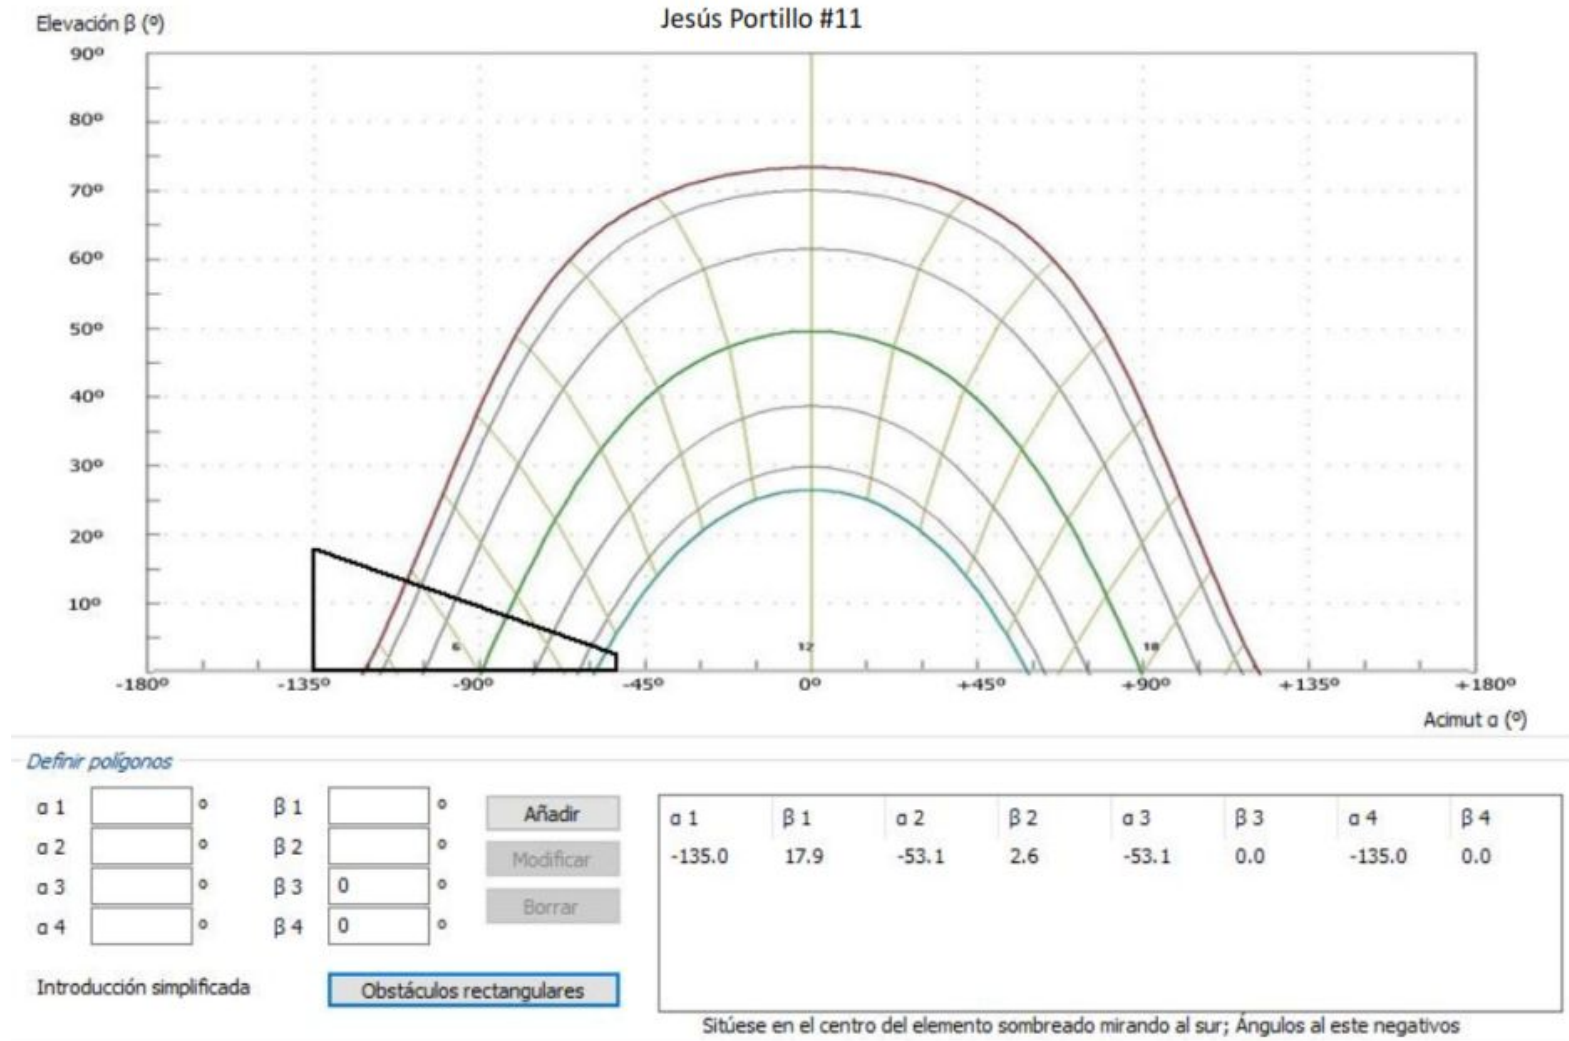 Jesús Portillo #11
Elevación β (º)
90º
80º
70º
60º
50º
40º
30º
20º
10º
6 12 18
-180º -135º -90º -45º 0º +45º +90º +135º +180º
Acimut α (º)
Definir polígonos
α 1 º β 1 º Añadir
α 2 º β 2 º Modificar
α 3 º β 3 0 º Borrar
α 4 º β 4 0 º
α 1 β 1 α 2 β 2 α 3 β 3 α 4 β 4
-135.0 17.9 -53.1 2.6 -53.1 0.0 -135.0 0.0
Introducción simplificada Obstáculos rectangulares
Sitúese en el centro del elemento sombreado mirando al sur; Ángulos al este negativos